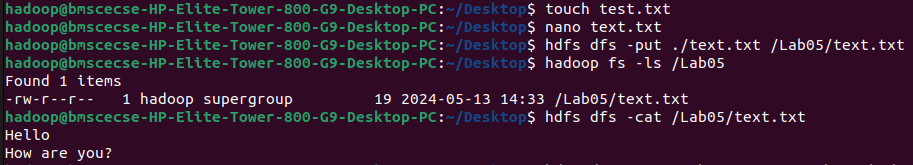 hadoop@bmscecse-HP-Elite-Tower-800-G9-Desktop-PC:~/Desktop$ touch test.txt
hadoop@bmscecse-HP-Elite-Tower-800-G9-Desktop-PC:~/Desktop$ nano text.txt
hadoop@bmscecse-HP-Elite-Tower-800-G9-Desktop-PC:~/Desktop$ hdfs dfs -put ./text.txt /Lab05/text.txt
hadoop@bmscecse-HP-Elite-Tower-800-G9-Desktop-PC:~/Desktop$ hadoop fs -ls /Lab05
Found 1 items
-rw-r--r--   1 hadoop supergroup         19 2024-05-13 14:33 /Lab05/text.txt
hadoop@bmscecse-HP-Elite-Tower-800-G9-Desktop-PC:~/Desktop$ hdfs dfs -cat /Lab05/text.txt
Hello
How are you?